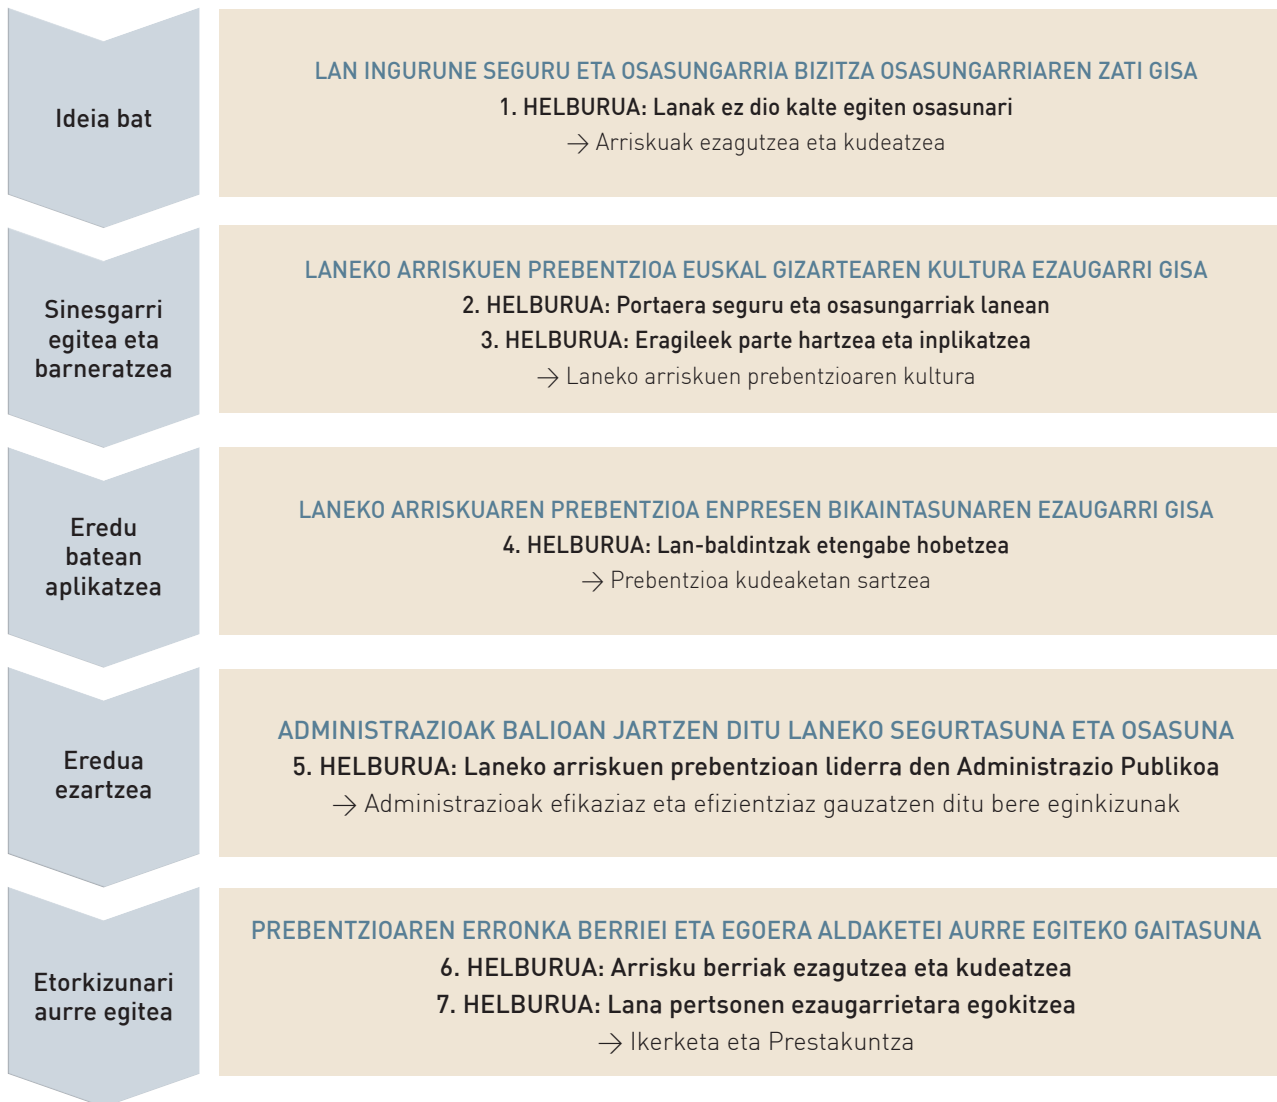 Ideia bat
LAN INGURUNE SEGURU ETA OSASUNGARRIA BIZITZA OSASUNGARRIAREN ZATI GISA
1. HELBURUA: Lanak ez dio kalte egiten osasunari
→ Arriskuak ezagutzea eta kudeatzea
Sinesgarri
egitea eta
barneratzea
LANEKO ARRISKUEN PREBENTZIOA EUSKAL GIZARTEAREN KULTURA EZAUGARRI GISA
2. HELBURUA: Portaera seguru eta osasungarriak lanean
3. HELBURUA: Eragileek parte hartzea eta inplikatzea
→ Laneko arriskuen prebentzioaren kultura
Eredu
batean
aplikatzea
LANEKO ARRISKUAREN PREBENTZIOA ENPRESEN BIKAINTASUNAREN EZAUGARRI GISA
4. HELBURUA: Lan-baldintzak etengabe hobetzea
→ Prebentzioa kudeaketan sartzea
Eredua
ezartzea
ADMINISTRAZIOAK BALIOAN JARTZEN DITU LANEKO SEGURTASUNA ETA OSASUNA
5. HELBURUA: Laneko arriskuen prebentzioan liderra den Administrazio Publikoa
→ Administrazioak efikaziaz eta efizientziaz gauzatzen ditu bere eginkizunak
Etorkizunari
aurre egitea
PREBENTZIOAREN ERRONKA BERRIEI ETA EGOERA ALDAKETEI AURRE EGITEKO GAITASUNA
6. HELBURUA: Arrisku berriak ezagutzea eta kudeatzea
7. HELBURUA: Lana pertsonen ezaugarrietara egokitzea
→ Ikerketa eta Prestakuntza